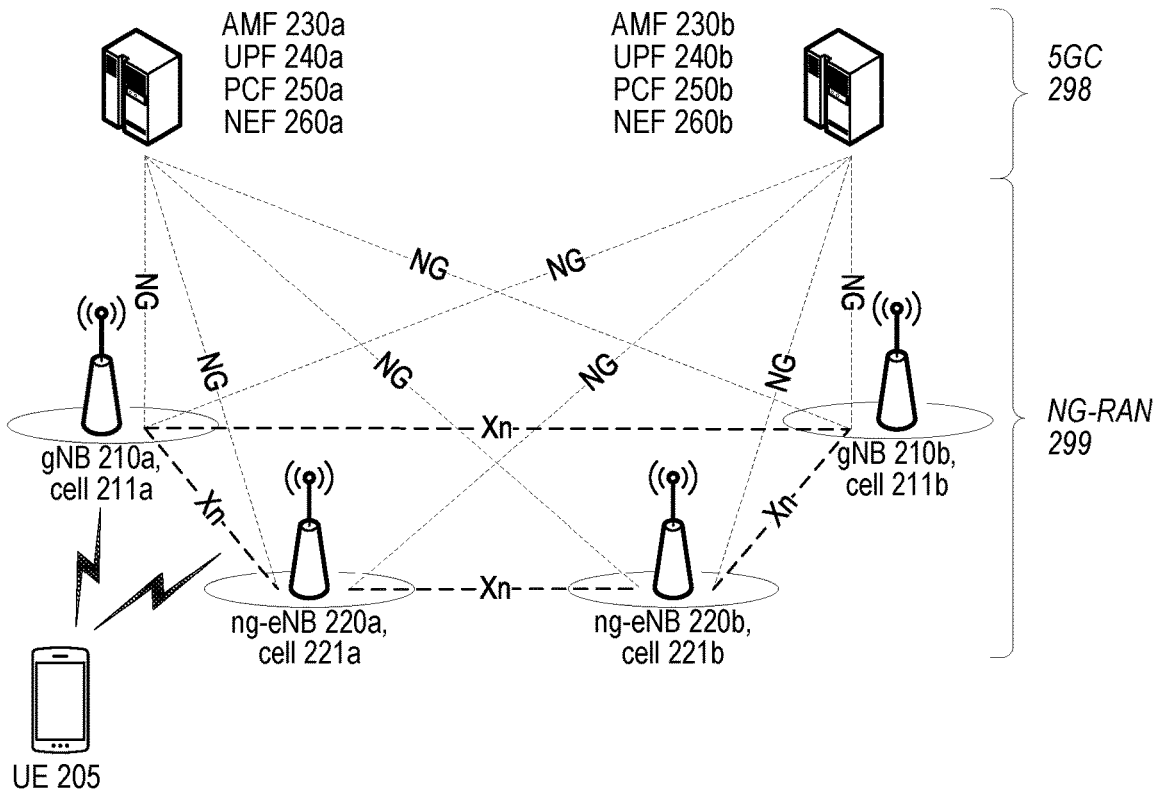 AMF 230a
UPF 240a
PCF 250a
NEF 260a
AMF 230b
UPF 240b
PCF 250b
NEF 260b
5GC
298
NG
NG
NG
NG
NG
NG
NG
NG
NG-RAN
299
Xn
gNB 210a,
cell 211a
gNB 210b,
cell 211b
Xn
Xn
Xn
ng-eNB 220a,
cell 221a
ng-eNB 220b,
cell 221b
UE 205